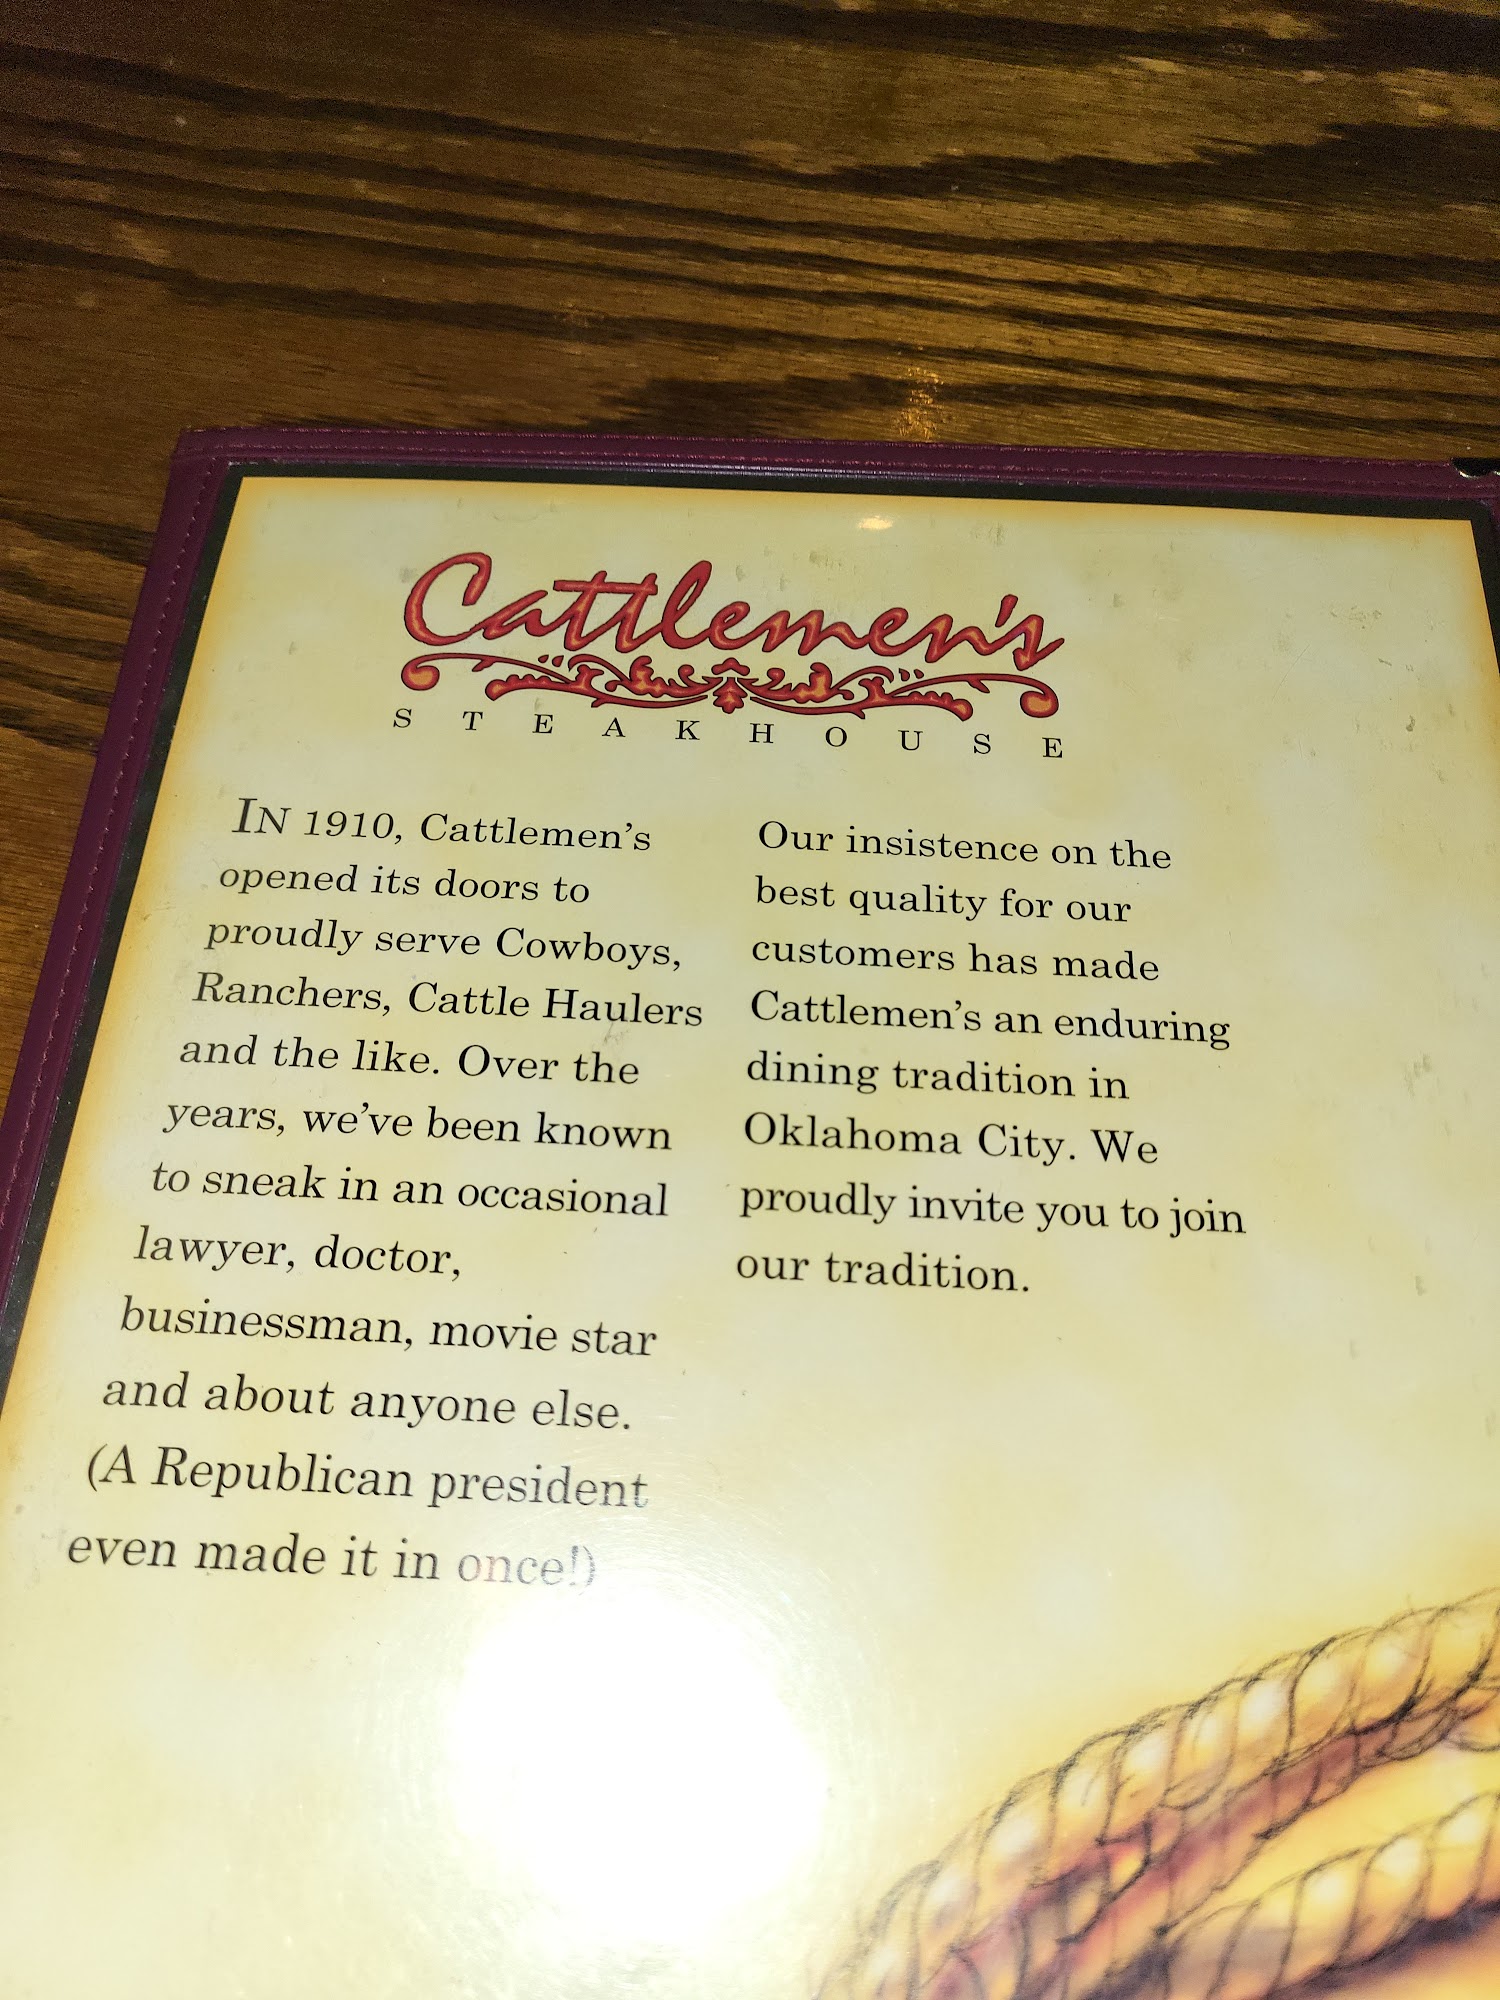 Cattlemen's
STEAKHOUSE
IN 1910, Cattlemen's
opened its doors to
proudly serve Cowboys,
Ranchers, Cattle Haulers
and the like. Over the
years, we've been known
to sneak in an occasional
lawyer, doctor,
businessman, movie star
and about anyone else.
(A Republican president
even made it in once!)
Our insistence on the
best quality for our
customers has made
Cattlemen's an enduring
dining tradition in
Oklahoma City. We
proudly invite you to join
our tradition.